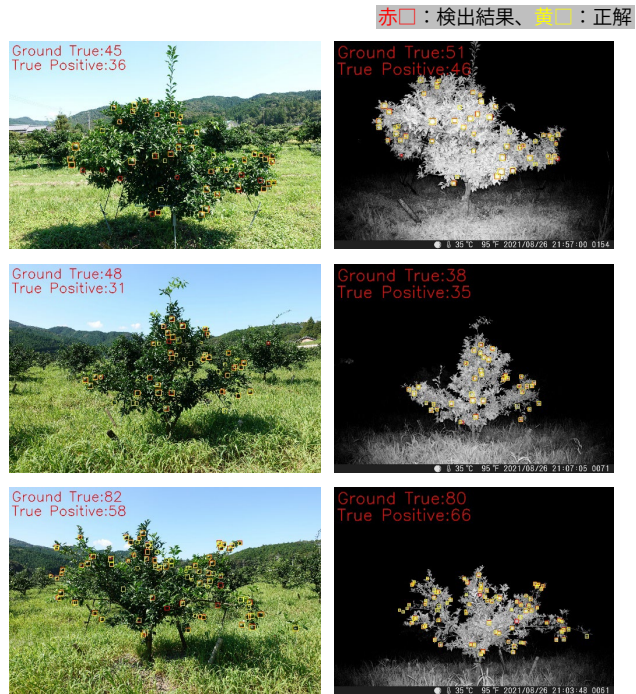 赤□：検出結果、黄□：正解
Ground True:45
True Positive:36
Ground True:51
True Positive:46
35℃ 95℉ 2021/08/26 21:57:00 0154
Ground True:48
True Positive:31
Ground True:38
True Positive:35
35℃ 95℉ 2021/08/26 21:07:05 0071
Ground True:82
True Positive:58
Ground True:80
True Positive:66
35℃ 95℉ 2021/08/26 21:03:48 0061